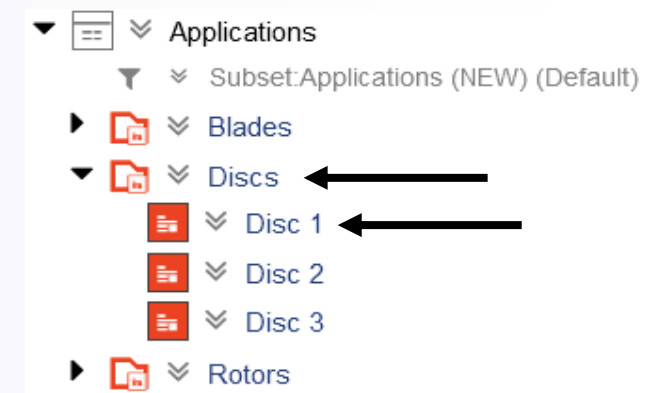 Applications
Subset:Applications (NEW) (Default)
Blades
Discs
Disc 1
Disc 2
Disc 3
Rotors